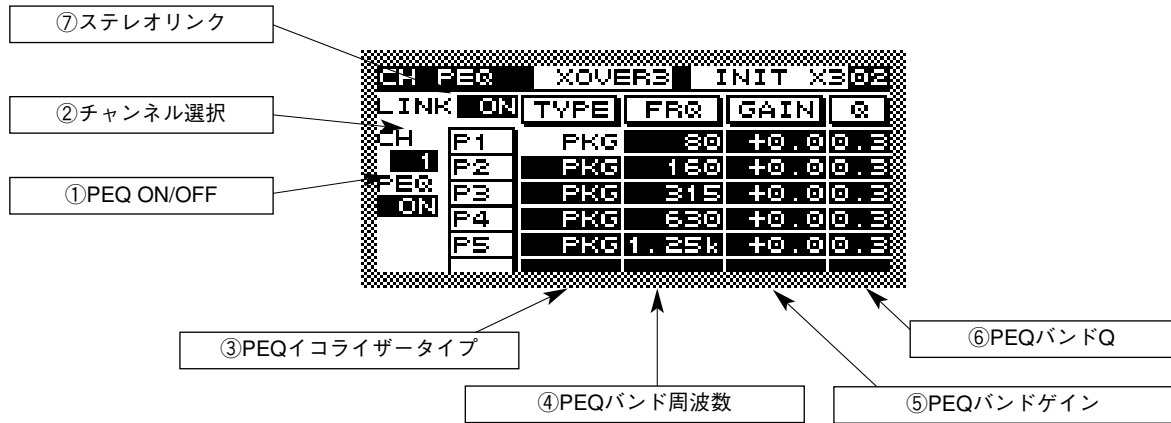 ⑦ステレオリンク
CH PEQ XOVER3 INIT X3 02
②チャンネル選択
LINK ON TYPE FRQ GAIN Q
CH P1 PKG 80 +0.0 0.3
1 P2 PKG 160 +0.0 0.3
①PEQ ON/OFF
PEQ P3 PKG 315 +0.0 0.3
ON P4 PKG 630 +0.0 0.3
P5 PKG 1.25k +0.0 0.3
③PEQイコライザータイプ
⑥PEQバンドQ
④PEQバンド周波数
⑤PEQバンドゲイン